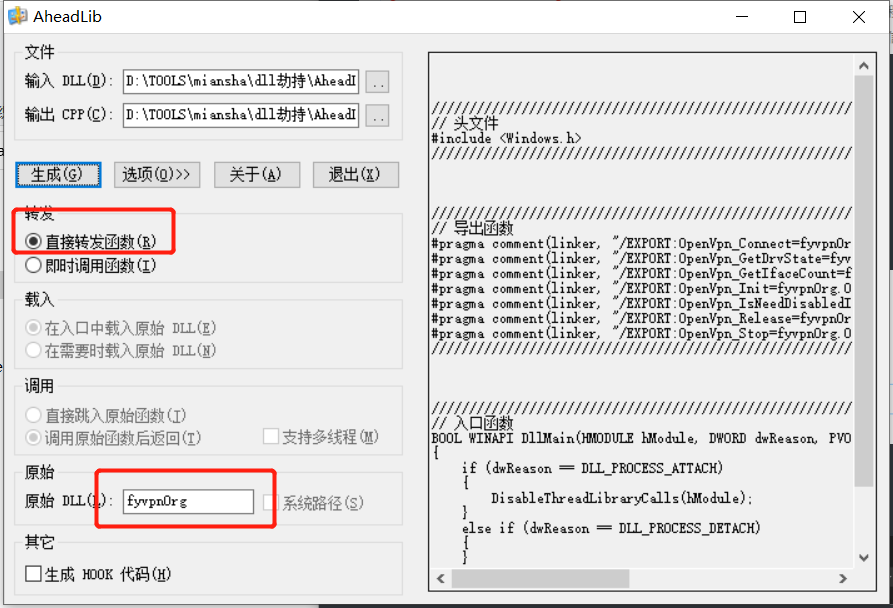 AheadLib
文件
输入 DLL(D): D:\TOOLS\miansha\dll劫持\AheadI ..
输出 CPP(C): D:\TOOLS\miansha\dll劫持\AheadI ..
生成(G) 选项(O)>> 关于(A) 退出(X)
转发
直接转发函数(R)
即时调用函数(I)
载入
在入口中载入原始 DLL(E)
在需要时载入原始 DLL(N)
调用
直接跳入原始函数(J)
调用原始函数后返回(T) 支持多线程(M)
原始
原始 DLL(L): fyvpnOrg 系统路径(S)
其它
生成 HOOK 代码(H)
////////////////////////////////////////////////////////
// 头文件
#include <Windows.h>
////////////////////////////////////////////////////////
////////////////////////////////////////////////////////
// 导出函数
#pragma comment(linker, "/EXPORT:OpenVpn_Connect=fyvpnOr
#pragma comment(linker, "/EXPORT:OpenVpn_GetDrvState=fyv
#pragma comment(linker, "/EXPORT:OpenVpn_GetIfaceCount=f
#pragma comment(linker, "/EXPORT:OpenVpn_Init=fyvpnOrg.O
#pragma comment(linker, "/EXPORT:OpenVpn_IsNeedDisabledI
#pragma comment(linker, "/EXPORT:OpenVpn_Release=fyvpnOr
#pragma comment(linker, "/EXPORT:OpenVpn_Stop=fyvpnOrg.O
////////////////////////////////////////////////////////
////////////////////////////////////////////////////////
// 入口函数
BOOL WINAPI DllMain(HMODULE hModule, DWORD dwReason, PVO
{
if (dwReason == DLL_PROCESS_ATTACH)
{
DisableThreadLibraryCalls(hModule);
}
else if (dwReason == DLL_PROCESS_DETACH)
{
}